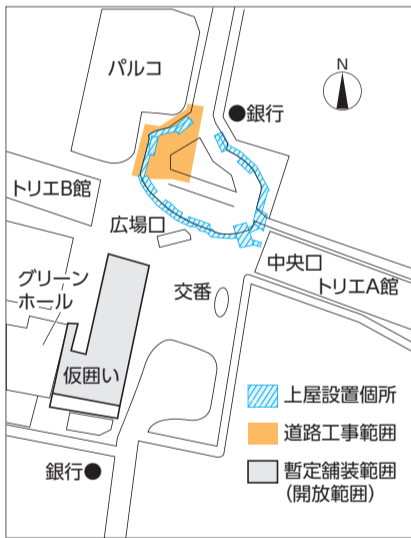 パルコ
N
●銀行
トリエB館
広場口
中央口
トリエA館
グリーン
ホール
交番
仮囲い
上屋設置個所
道路工事範囲
暫定舗装範囲
(開放範囲)
銀行●